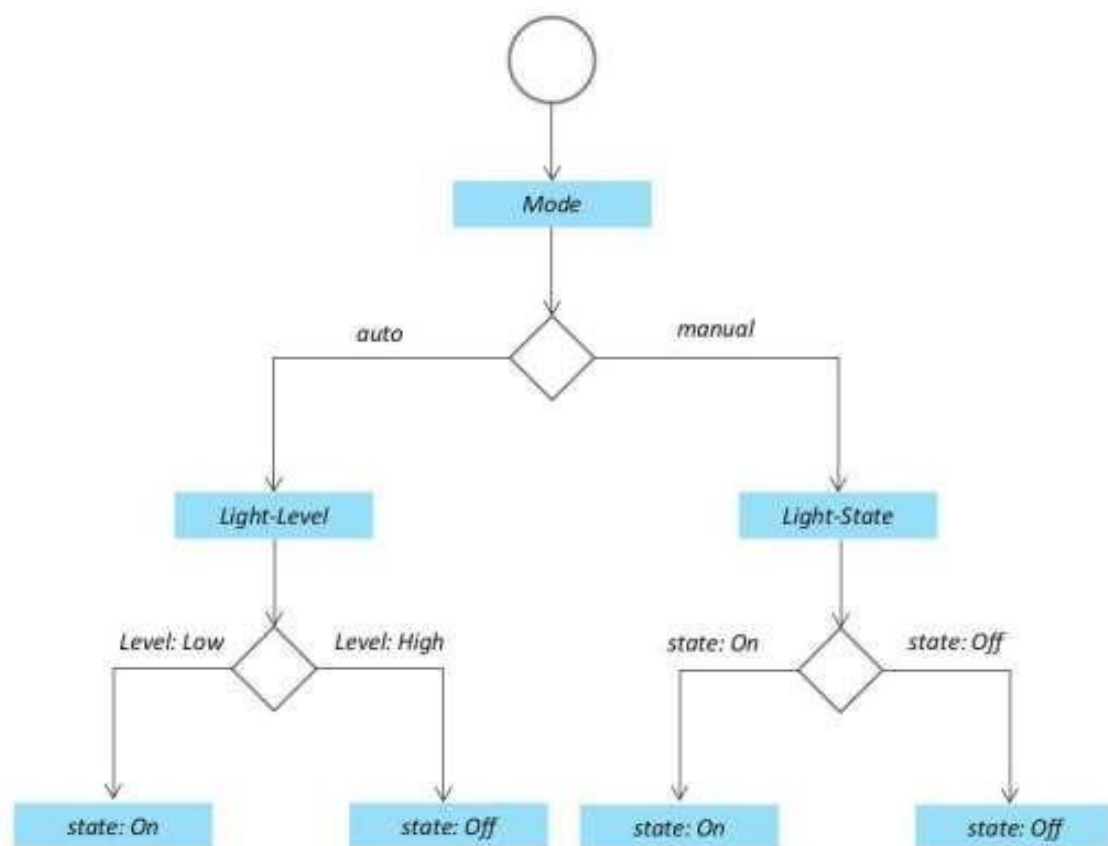 Mode
auto
manual
Light-Level
Light-State
Level: Low
Level: High
state: On
state: Off
state: On
state: Off
state: On
state: Off